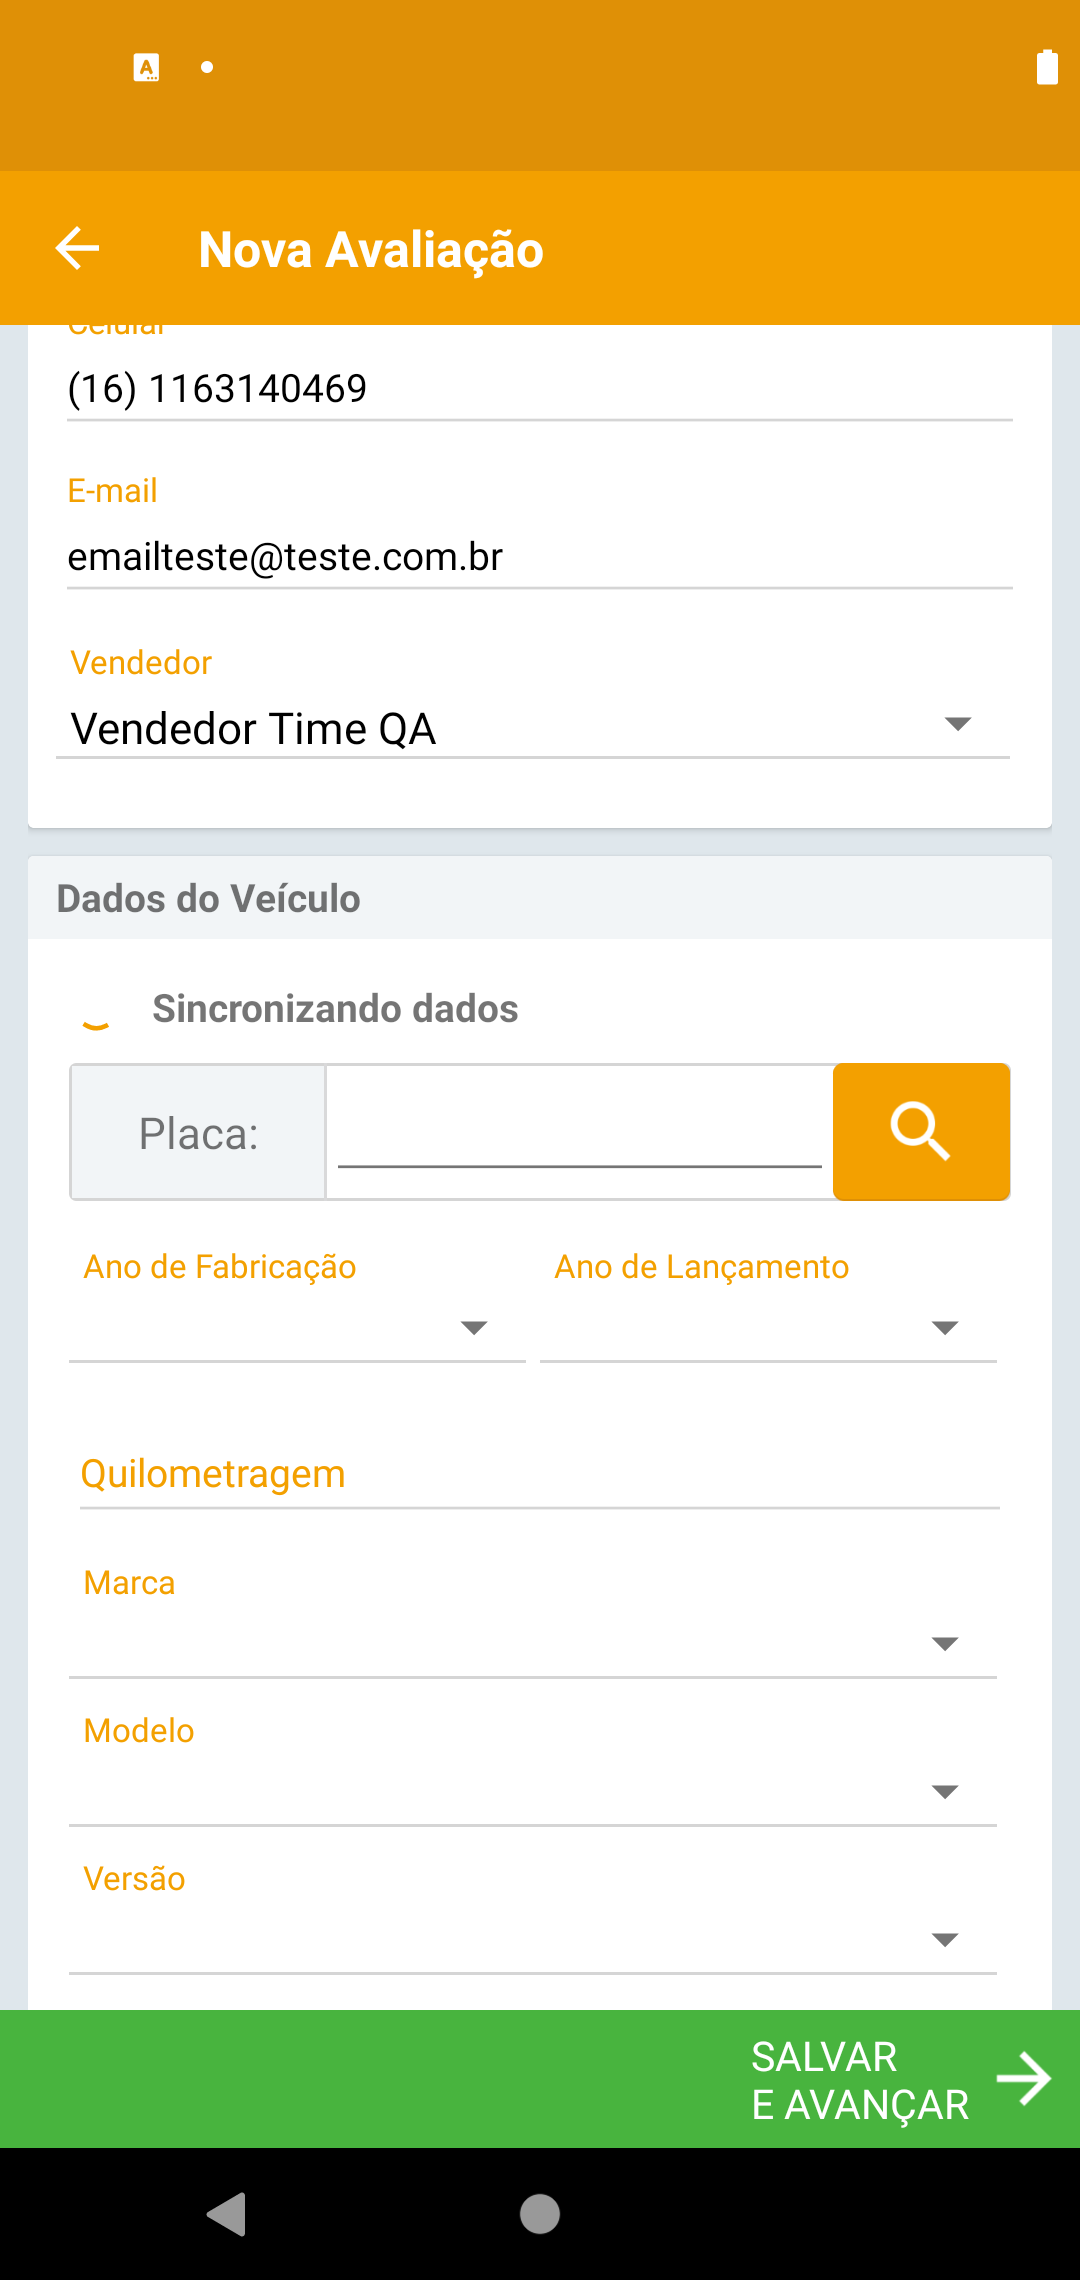 Nova Avaliação
Celular
(16) 1163140469
E-mail
emailteste@teste.com.br
Vendedor
Vendedor Time QA
Dados do Veículo
Sincronizando dados
Placa:
Ano de Fabricação
Ano de Lançamento
Quilometragem
Marca
Modelo
Versão
SALVAR
E AVANÇAR